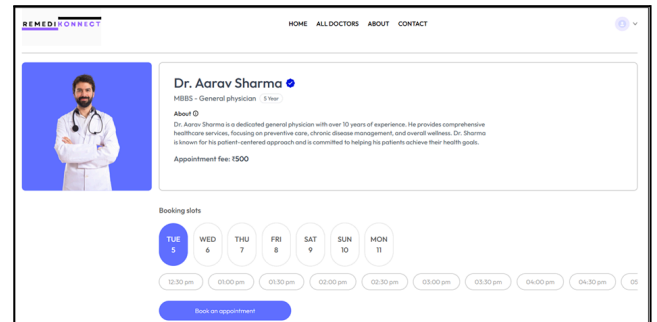 REMEDIKONNECT
HOME ALL DOCTORS ABOUT CONTACT
Dr. Aarav Sharma
MBBS - General physician 5 Year
About
Dr. Aarav Sharma is a dedicated general physician with over 10 years of experience. He provides comprehensive
healthcare services, focusing on preventive care, chronic disease management, and overall wellness. Dr. Sharma
is known for his patient-centered approach and is committed to helping his patients achieve their health goals.
Appointment fee: ₹500
Booking slots
TUE WED THU FRI SAT SUN MON
5 6 7 8 9 10 11
12:30 pm 01:00 pm 01:30 pm 02:00 pm 02:30 pm 03:00 pm 03:30 pm 04:00 pm 04:30 pm 05
Book an appointment